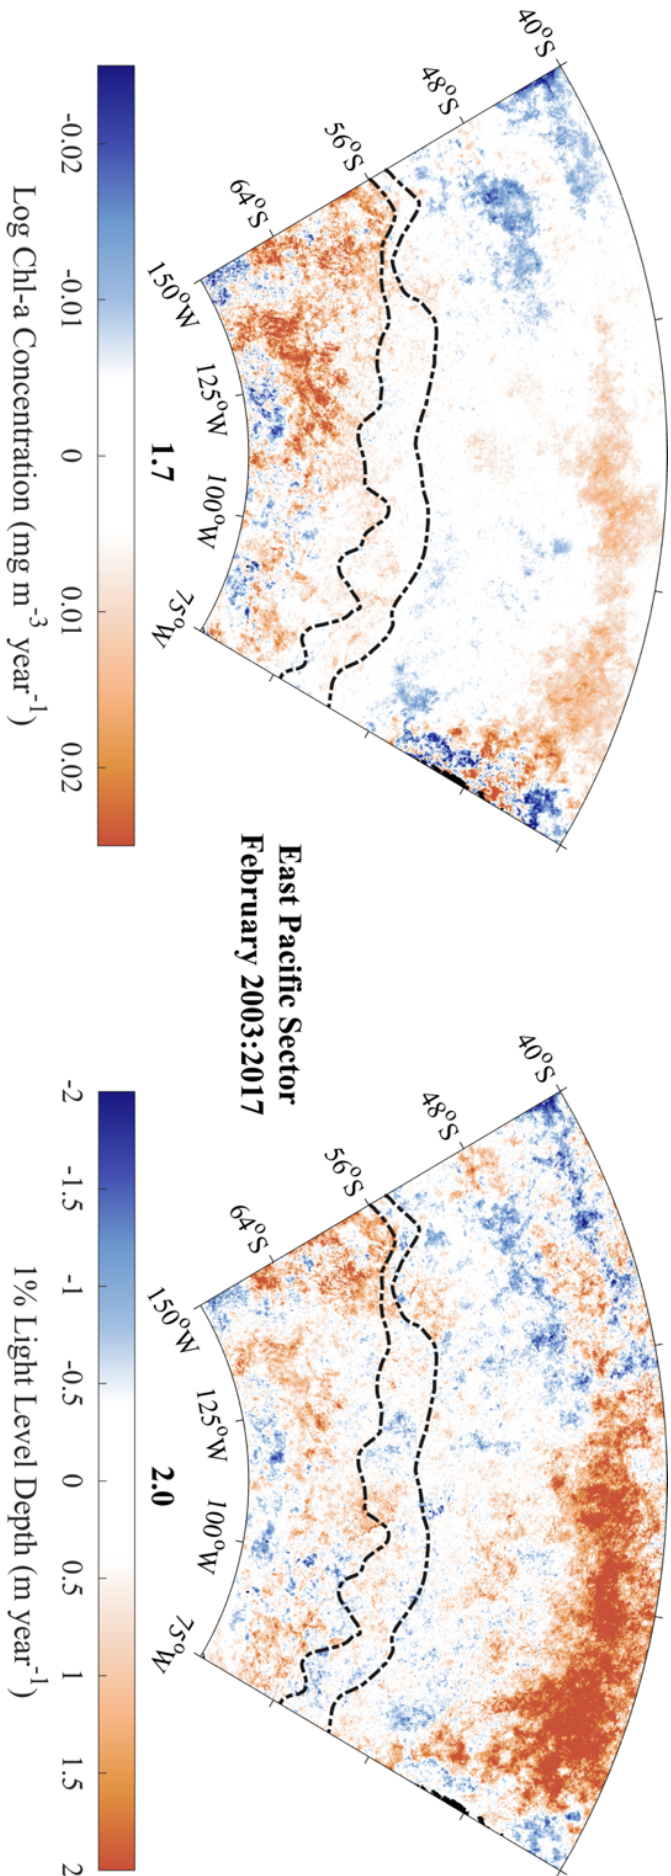 40°S
48°S
56°S
64°S
150°W
125°W
100°W
75°W
1.7
-0.02 -0.01 0 0.01 0.02
Log Chl-a Concentration (mg m⁻³ year⁻¹)
East Pacific Sector
February 2003:2017
40°S
48°S
56°S
64°S
150°W
125°W
100°W
75°W
2.0
-2 -1.5 -1 -0.5 0 0.5 1 1.5 2
1% Light Level Depth (m year⁻¹)